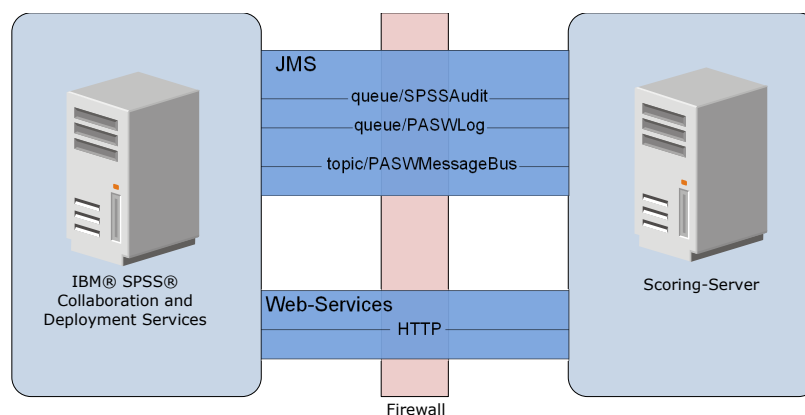 JMS
queue/SPSSAudit
queue/PASWLog
topic/PASWMessageBus
IBM® SPSS®
Collaboration and
Deployment Services
Scoring-Server
Web-Services
HTTP
Firewall